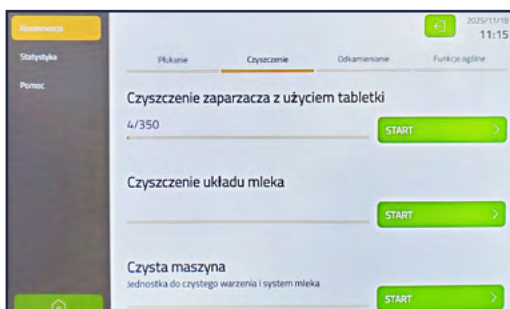 Konserwacja
Statystyka
Pomoc
2025/11/18
11:15
Płukanie
Czyszczenie
Odkamienianie
Funkcje ogólne
Czyszczenie zaparzacza z użyciem tabletki
4/350
START
Czyszczenie układu mleka
START
Czysta maszyna
Jednostka do czystego warzenia i system mleka
START